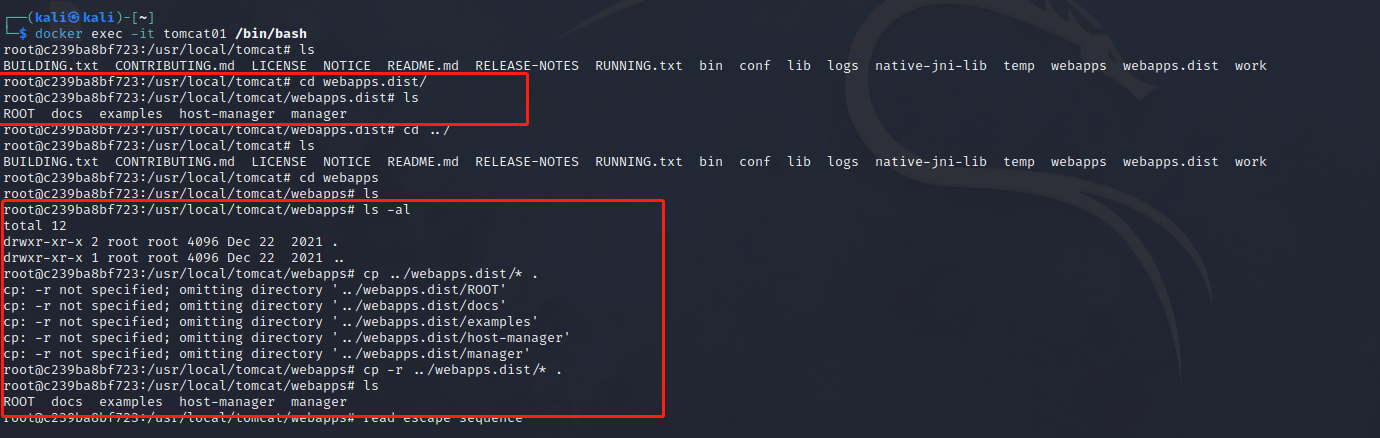 ┌──(kali㉿kali)-[~]
└─$ docker exec -it tomcat01 /bin/bash
root@c239ba8bf723:/usr/local/tomcat# ls
BUILDING.txt  CONTRIBUTING.md  LICENSE  NOTICE  README.md  RELEASE-NOTES  RUNNING.txt  bin  conf  lib  logs  native-jni-lib  temp  webapps  webapps.dist  work
root@c239ba8bf723:/usr/local/tomcat# cd webapps.dist/
root@c239ba8bf723:/usr/local/tomcat/webapps.dist# ls
ROOT  docs  examples  host-manager  manager
root@c239ba8bf723:/usr/local/tomcat/webapps.dist# cd ../
root@c239ba8bf723:/usr/local/tomcat# ls
BUILDING.txt  CONTRIBUTING.md  LICENSE  NOTICE  README.md  RELEASE-NOTES  RUNNING.txt  bin  conf  lib  logs  native-jni-lib  temp  webapps  webapps.dist  work
root@c239ba8bf723:/usr/local/tomcat# cd webapps
root@c239ba8bf723:/usr/local/tomcat/webapps# ls
root@c239ba8bf723:/usr/local/tomcat/webapps# ls -al
total 12
drwxr-xr-x 2 root root 4096 Dec 22  2021 .
drwxr-xr-x 1 root root 4096 Dec 22  2021 ..
root@c239ba8bf723:/usr/local/tomcat/webapps# cp ../webapps.dist/* .
cp: -r not specified; omitting directory '../webapps.dist/ROOT'
cp: -r not specified; omitting directory '../webapps.dist/docs'
cp: -r not specified; omitting directory '../webapps.dist/examples'
cp: -r not specified; omitting directory '../webapps.dist/host-manager'
cp: -r not specified; omitting directory '../webapps.dist/manager'
root@c239ba8bf723:/usr/local/tomcat/webapps# cp -r ../webapps.dist/* .
root@c239ba8bf723:/usr/local/tomcat/webapps# ls
ROOT  docs  examples  host-manager  manager
root@c239ba8bf723:/usr/local/tomcat/webapps# read escape sequence